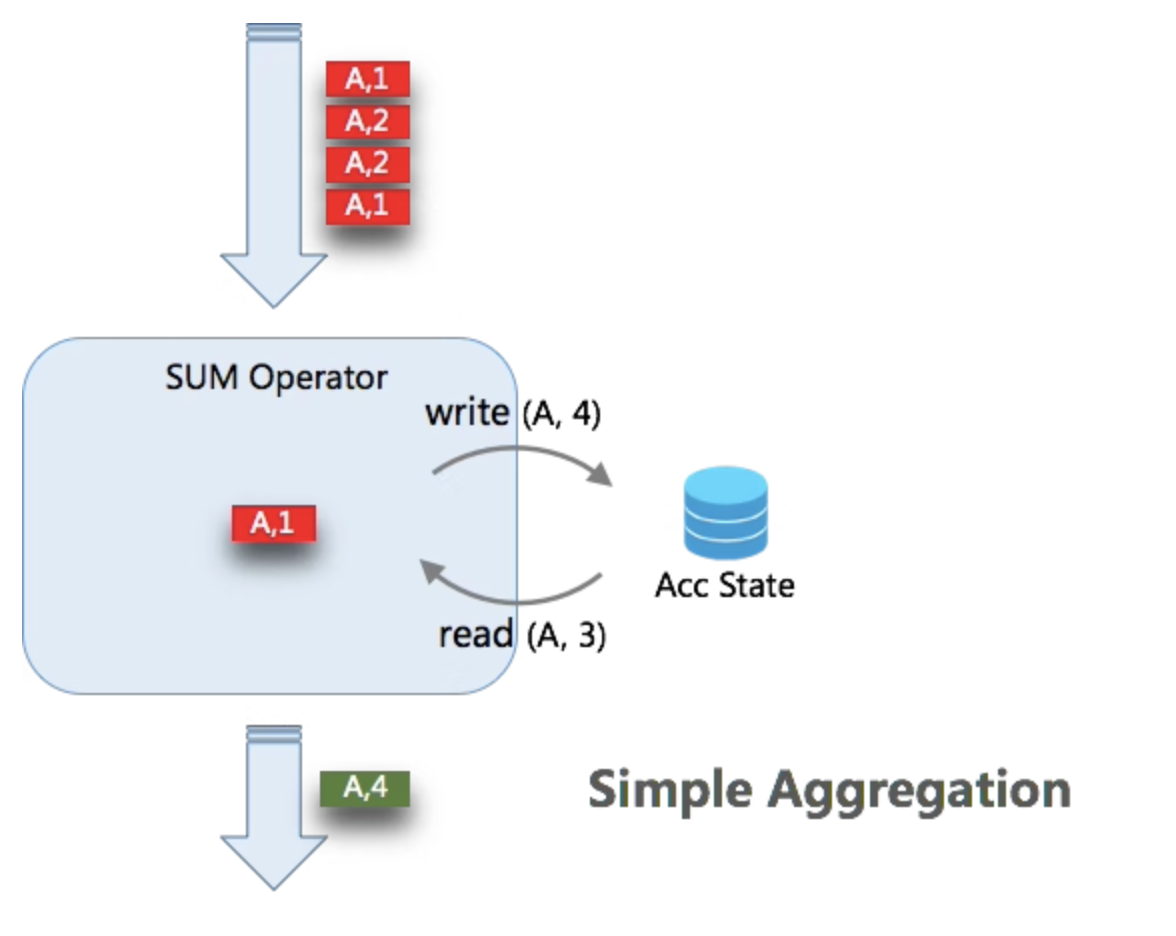 A,1
A,2
A,2
A,1
SUM Operator
write (A, 4)
A,1
Acc State
read (A, 3)
A,4
Simple Aggregation